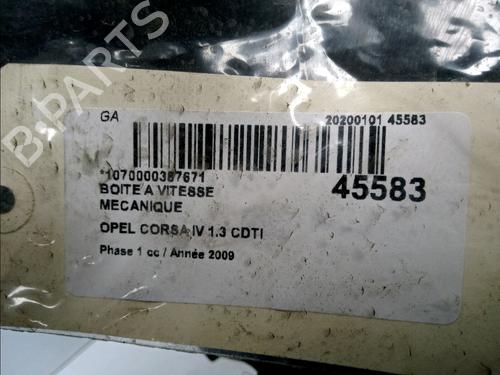 GA
20200101 45583
*1070000387671
45583
BOITE A VITESSE
MECANIQUE
OPEL CORSA IV 1.3 CDTI
Phase 1 cc / Année 2009
B-PARTS